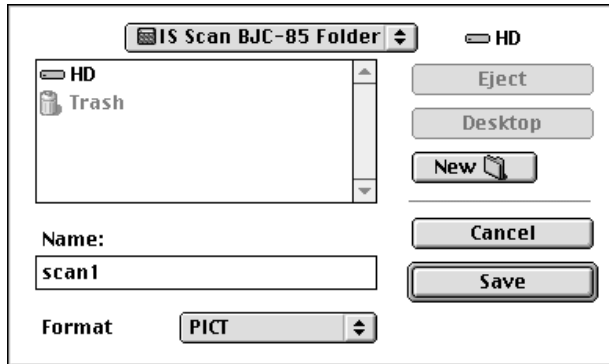 IS Scan BJC-85 Folder
HD
HD
Trash
Eject
Desktop
New
Name:
scan1
Cancel
Save
Format
PICT